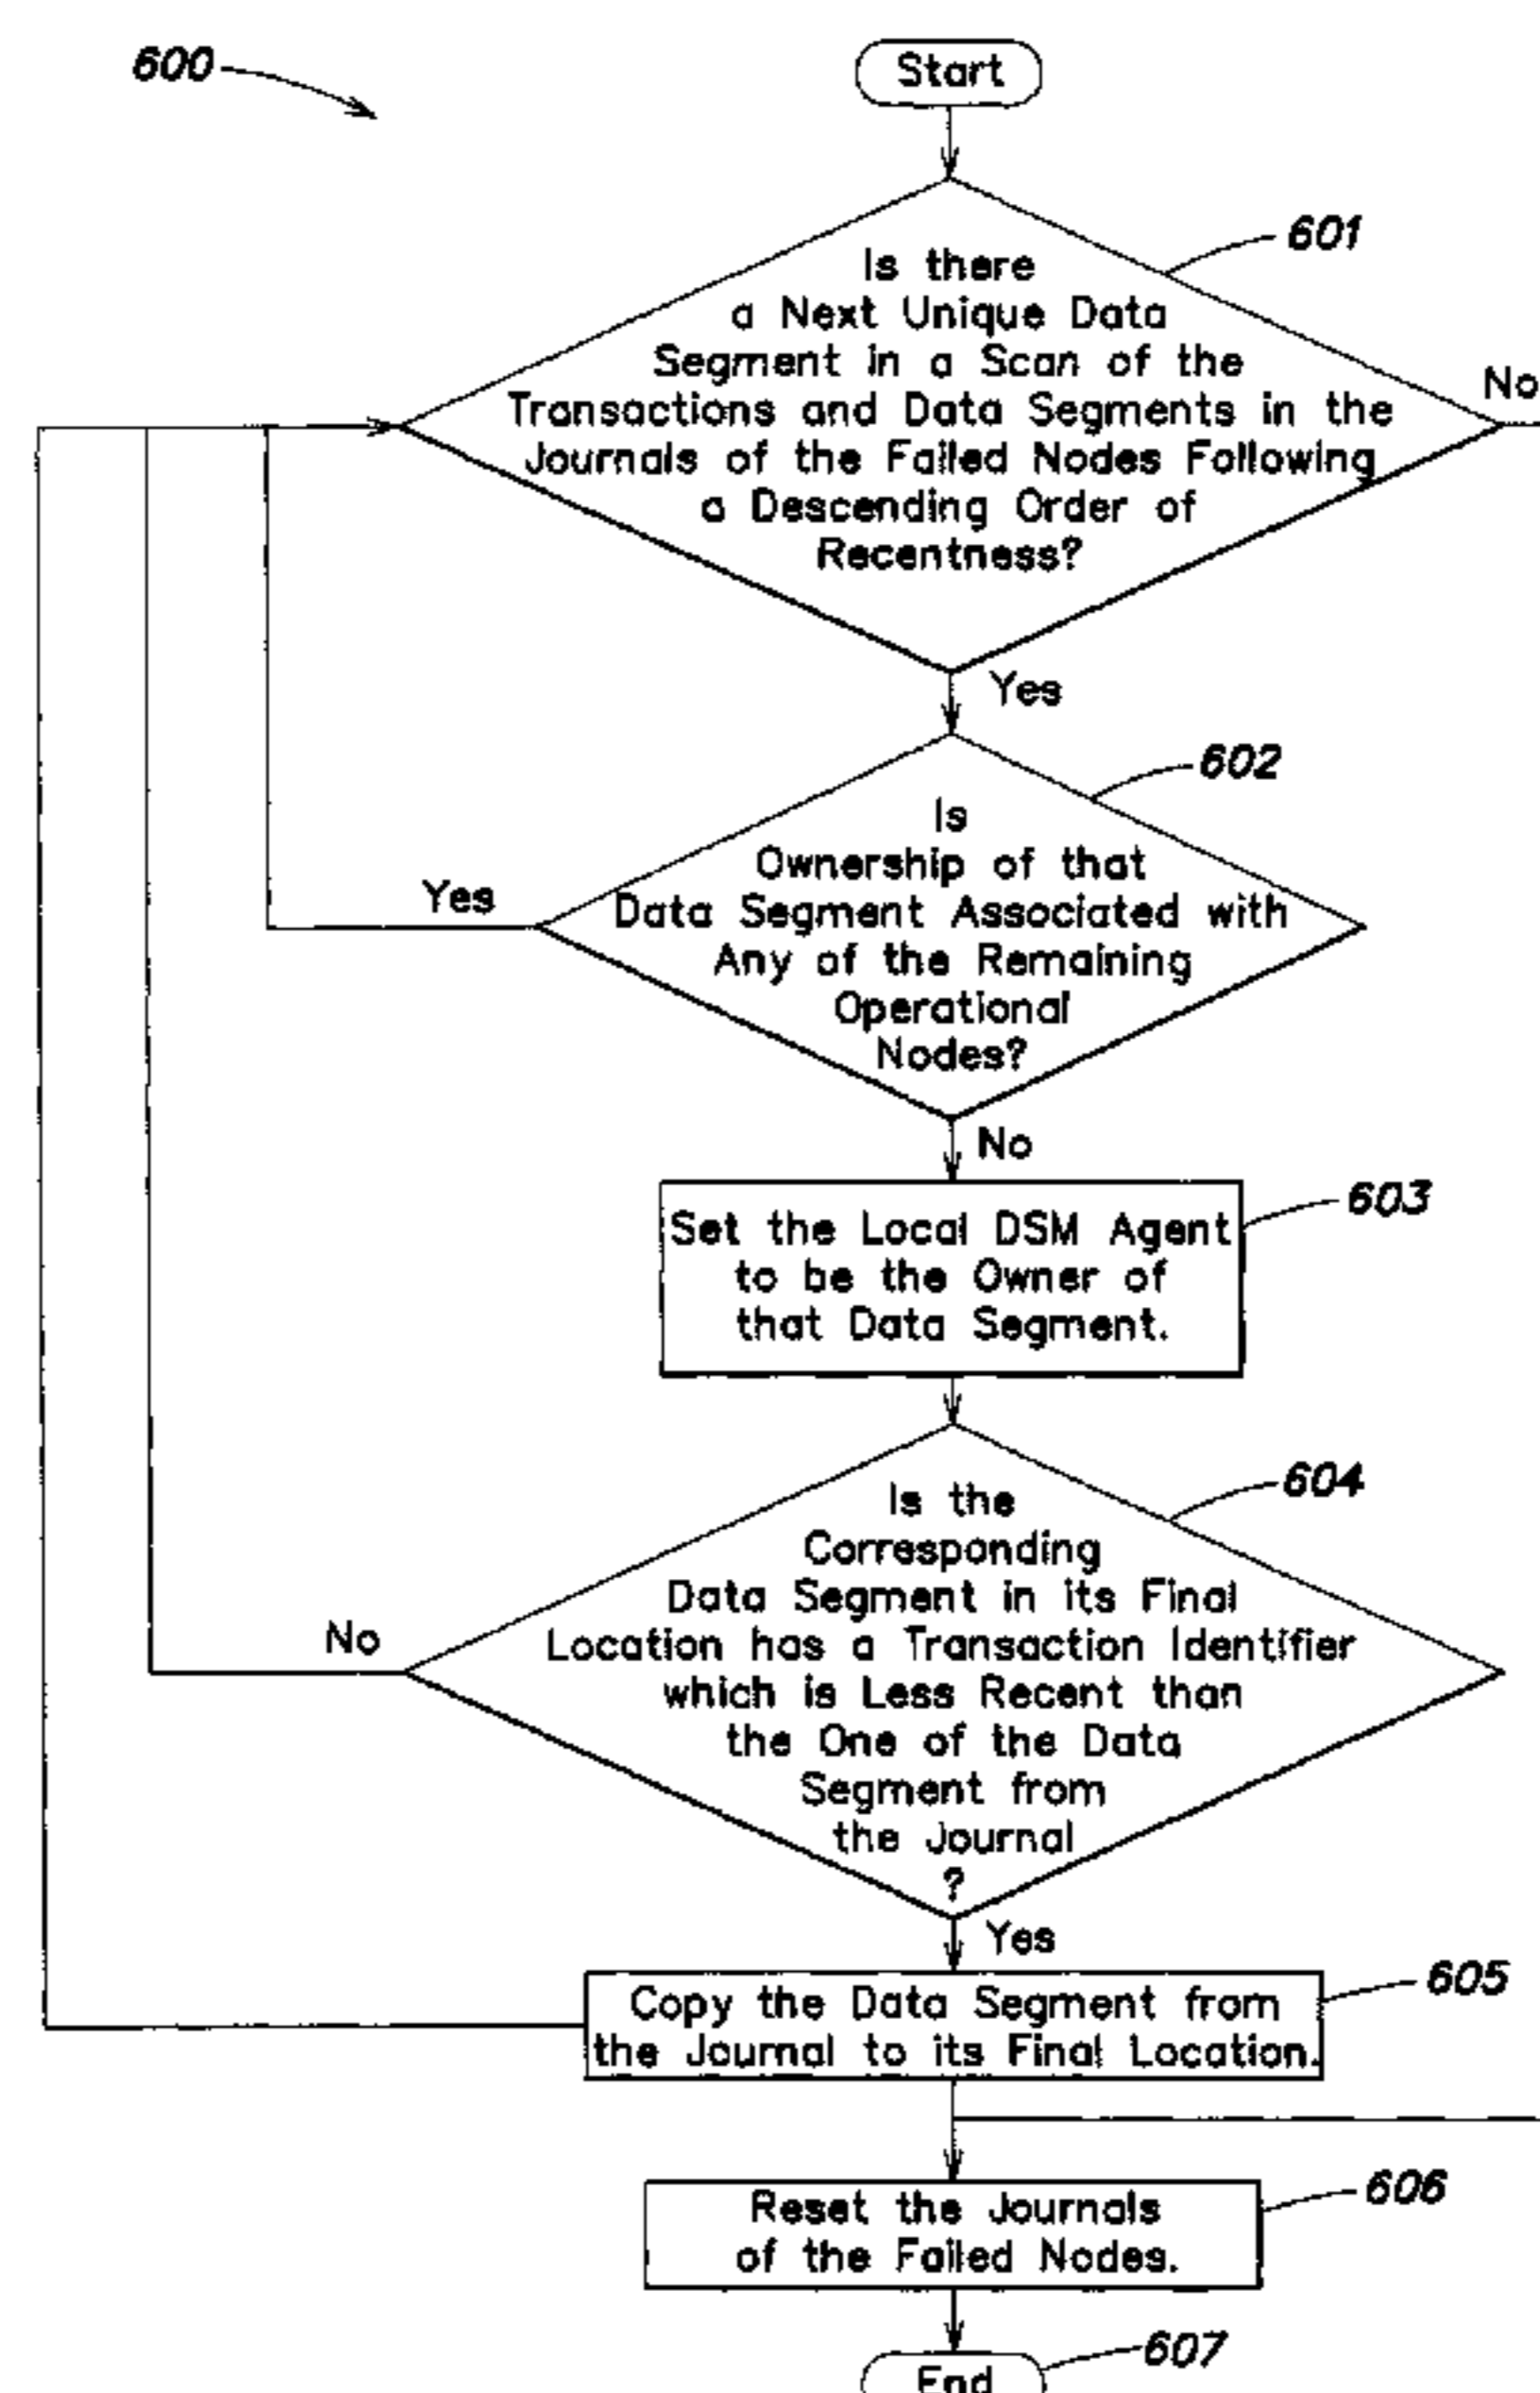 600
Start
601
Is there
a Next Unique Data
Segment in a Scan of the
Transactions and Data Segments in the
Journals of the Failed Nodes Following
a Descending Order of
Recentness?
No
Yes
602
Is
Ownership of that
Data Segment Associated with
Any of the Remaining
Operational
Nodes?
Yes
No
603
Set the Local DSM Agent
to be the Owner of
that Data Segment.
604
Is the
Corresponding
Data Segment in its Final
Location has a Transaction Identifier
which is Less Recent than
the One of the Data
Segment from
the Journal
?
No
Yes
605
Copy the Data Segment from
the Journal to its Final Location.
606
Reset the Journals
of the Failed Nodes.
607
End